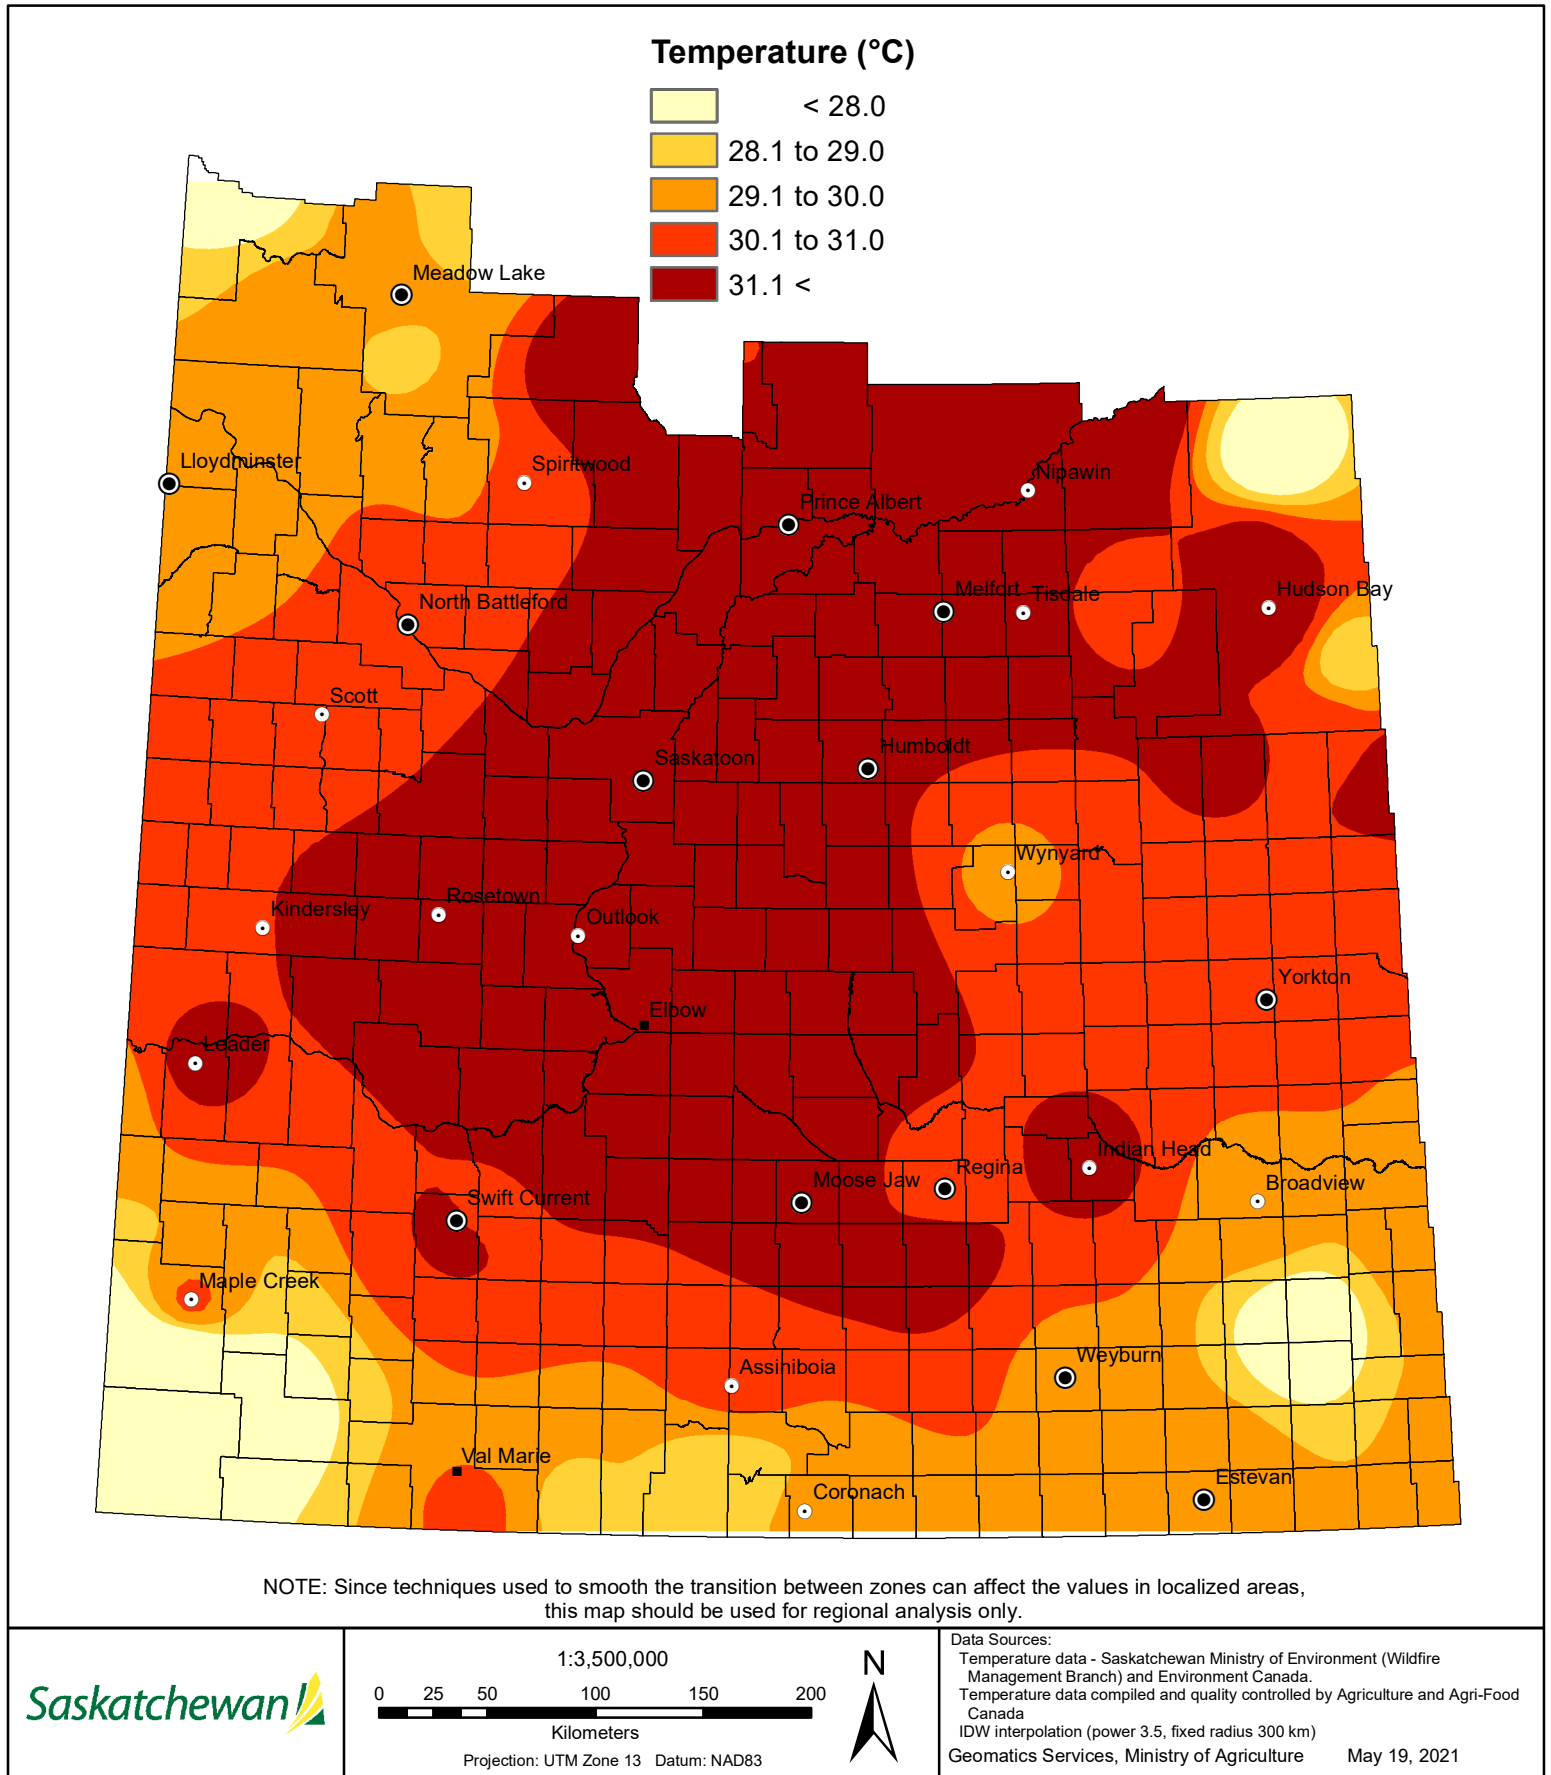 Temperature (°C)
< 28.0
28.1 to 29.0
29.1 to 30.0
30.1 to 31.0
31.1 <
Meadow Lake
Lloydminster
Spiritwood
Nipawin
Prince Albert
Melfort
Tisdale
Hudson Bay
North Battleford
Scott
Saskatoon
Humboldt
Wynyard
Rosetown
Kindersley
Outlook
Yorkton
Elbow
Leader
Indian Head
Regina
Moose Jaw
Broadview
Swift Current
Maple Creek
Assiniboia
Weyburn
Val Marie
Estevan
Coronach
NOTE: Since techniques used to smooth the transition between zones can affect the values in localized areas,
this map should be used for regional analysis only.
Saskatchewan
1:3,500,000
0 25 50 100 150 200
Kilometers
Projection: UTM Zone 13 Datum: NAD83
N
Data Sources:
Temperature data - Saskatchewan Ministry of Environment (Wildfire
Management Branch) and Environment Canada.
Temperature data compiled and quality controlled by Agriculture and Agri-Food
Canada
IDW interpolation (power 3.5, fixed radius 300 km)
Geomatics Services, Ministry of Agriculture May 19, 2021